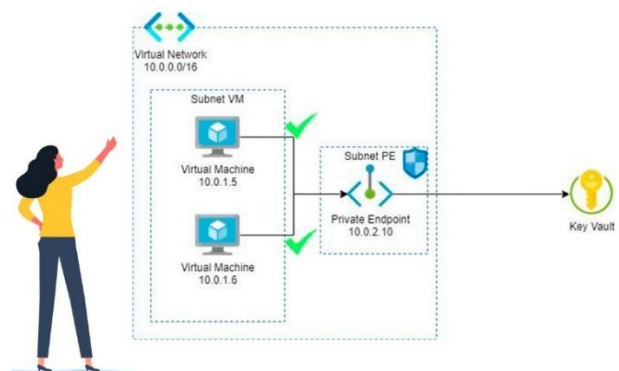 Virtual Network
10.0.0.0/16
Subnet VM
Virtual Machine
10.0.1.5
Virtual Machine
10.0.1.6
Subnet PE
Private Endpoint
10.0.2.10
Key Vault